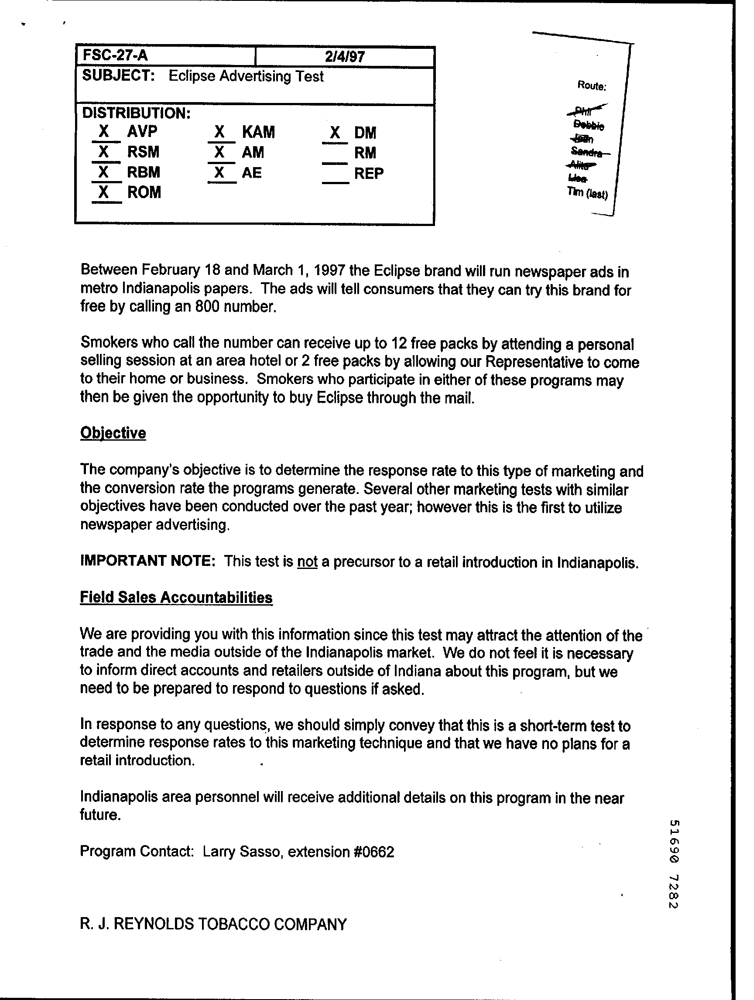 FSC-27-A 2/4/97
SUBJECT: Eclipse Advertising Test
DISTRIBUTION:
X AVP X KAM X DM
X RSM X AM RM
X RBM X AE REP
X ROM
Route:
Phil
Debbie
Sandra
Alita
Lisa
Tim (last)
Between February 18 and March 1, 1997 the Eclipse brand will run newspaper ads in
metro Indianapolis papers. The ads will tell consumers that they can try this brand for
free by calling an 800 number.
Smokers who call the number can receive up to 12 free packs by attending a personal
selling session at an area hotel or 2 free packs by allowing our Representative to come
to their home or business. Smokers who participate in either of these programs may
then be given the opportunity to buy Eclipse through the mail.
Objective
The company's objective is to determine the response rate to this type of marketing and
the conversion rate the programs generate. Several other marketing tests with similar
objectives have been conducted over the past year; however this is the first to utilize
newspaper advertising.
IMPORTANT NOTE: This test is not a precursor to a retail introduction in Indianapolis.
Field Sales Accountabilities
We are providing you with this information since this test may attract the attention of the
trade and the media outside of the Indianapolis market. We do not feel it is necessary
to inform direct accounts and retailers outside of Indiana about this program, but we
need to be prepared to respond to questions if asked.
In response to any questions, we should simply convey that this is a short-term test to
determine response rates to this marketing technique and that we have no plans for a
retail introduction.
Indianapolis area personnel will receive additional details on this program in the near
future.
Program Contact: Larry Sasso, extension #0662
R. J. REYNOLDS TOBACCO COMPANY
51690 7282